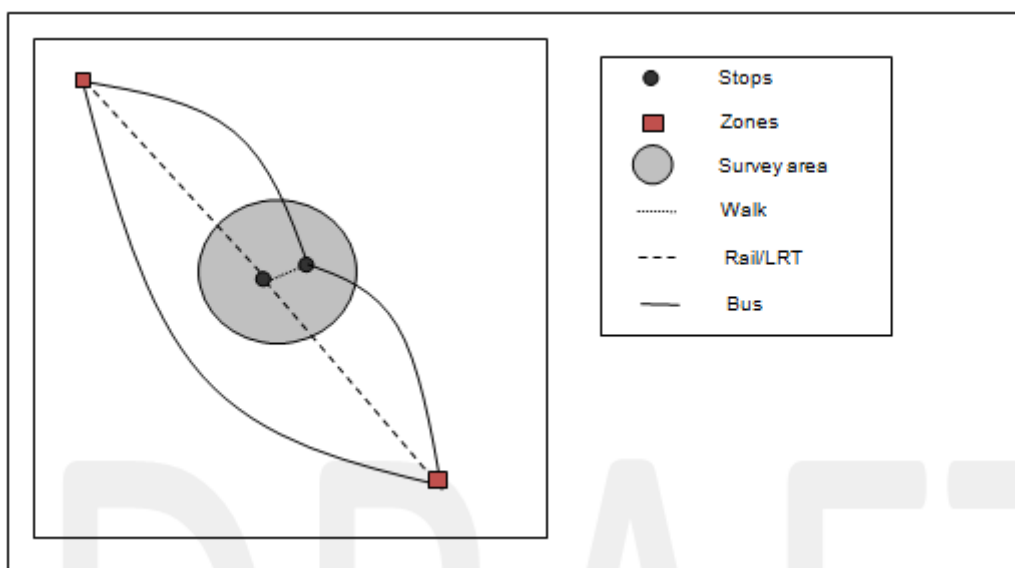 Stops
Zones
Survey area
Walk
Rail/LRT
Bus
DRAFT